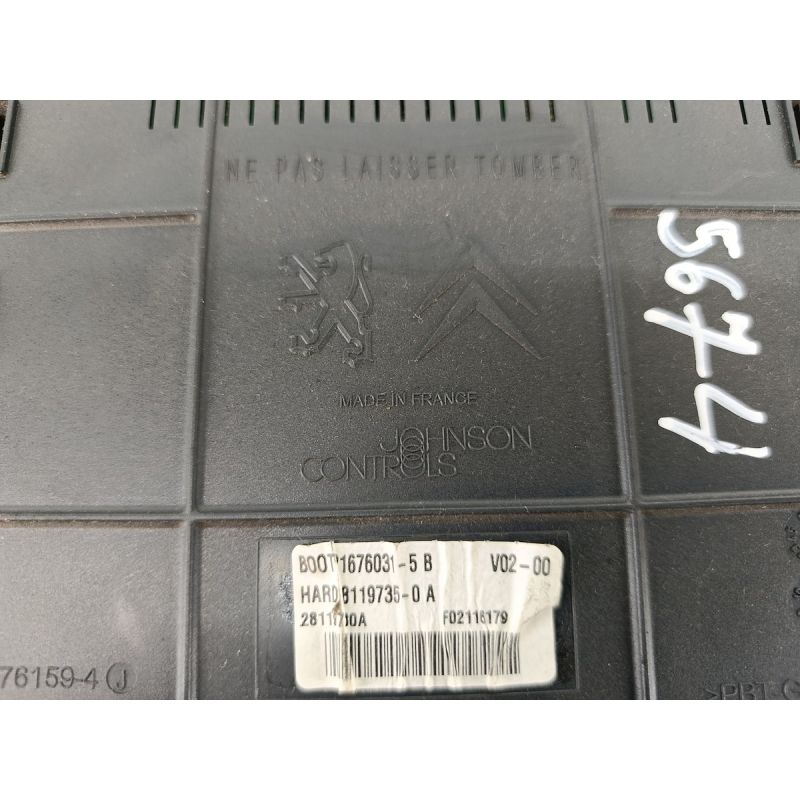 NE PAS LAISSER TOMBER
5674
MADE IN FRANCE
JOHNSON
CONTROLS
BOOT 1676031-5 B V02-00
HARD 8119735-0 A
F02116179
76159-4 J
>PBT-